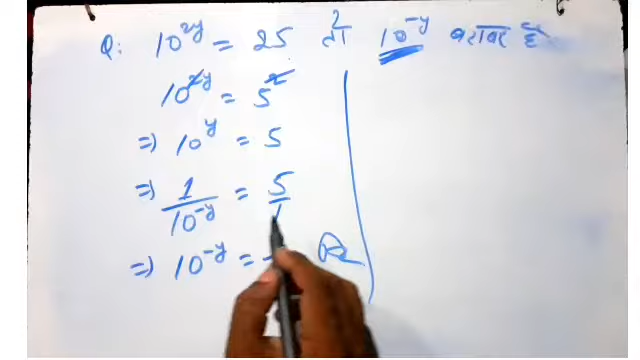 Q: 10^2y = 25 तो 10^-y बराबर है
10^2y = 5^2
=> 10^y = 5
=> 1/10^-y = 5/1
=> 10^-y =